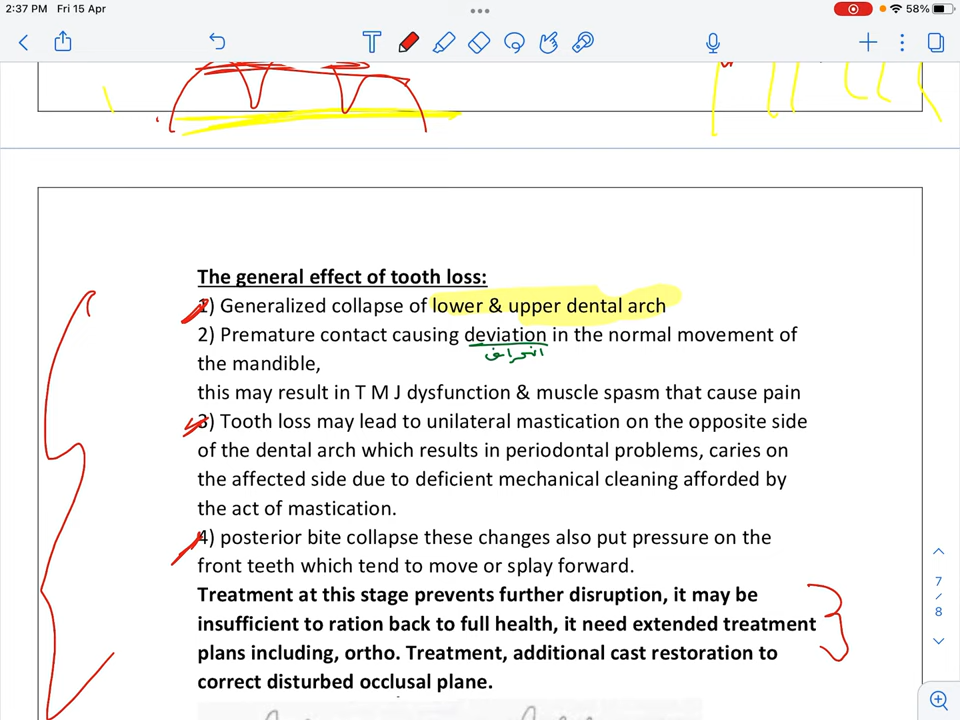 2:37 PM Fri 15 Apr
58%
The general effect of tooth loss:
1) Generalized collapse of lower & upper dental arch
2) Premature contact causing deviation in the normal movement of
انحراف
the mandible,
this may result in T M J dysfunction & muscle spasm that cause pain
3) Tooth loss may lead to unilateral mastication on the opposite side
of the dental arch which results in periodontal problems, caries on
the affected side due to deficient mechanical cleaning afforded by
the act of mastication.
4) posterior bite collapse these changes also put pressure on the
front teeth which tend to move or splay forward.
Treatment at this stage prevents further disruption, it may be
insufficient to ration back to full health, it need extended treatment
plans including, ortho. Treatment, additional cast restoration to
correct disturbed occlusal plane.
7
/
8